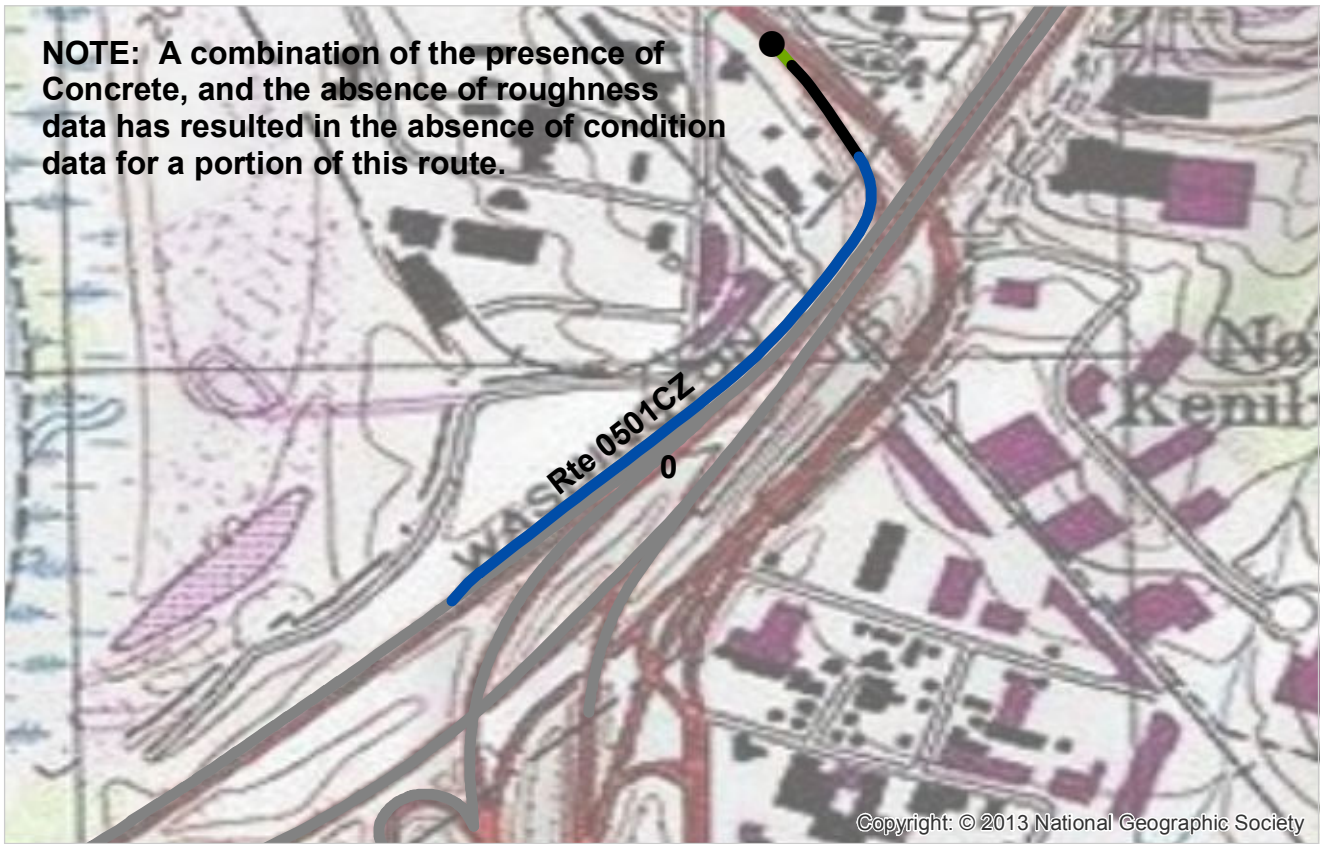 NOTE:  A combination of the presence of
Concrete, and the absence of roughness
data has resulted in the absence of condition
data for a portion of this route.
Rte 0501CZ
0
Copyright: © 2013 National Geographic Society